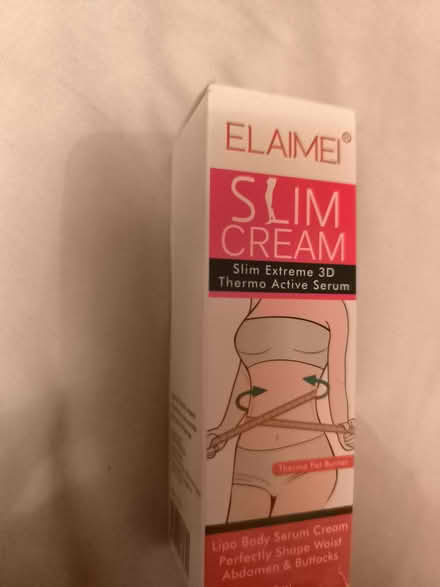 ELAIMEI®
SLIM
CREAM
Slim Extreme 3D
Thermo Active Serum
Thermo Fat Burner
Lipo Body Serum Cream
Perfectly Shape Waist
Abdomen & Buttocks